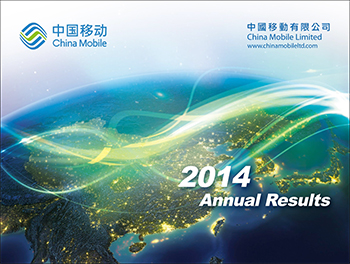 中国移动
China Mobile
中國移動有限公司
China Mobile Limited
www.chinamobileltd.com
2014
Annual Results